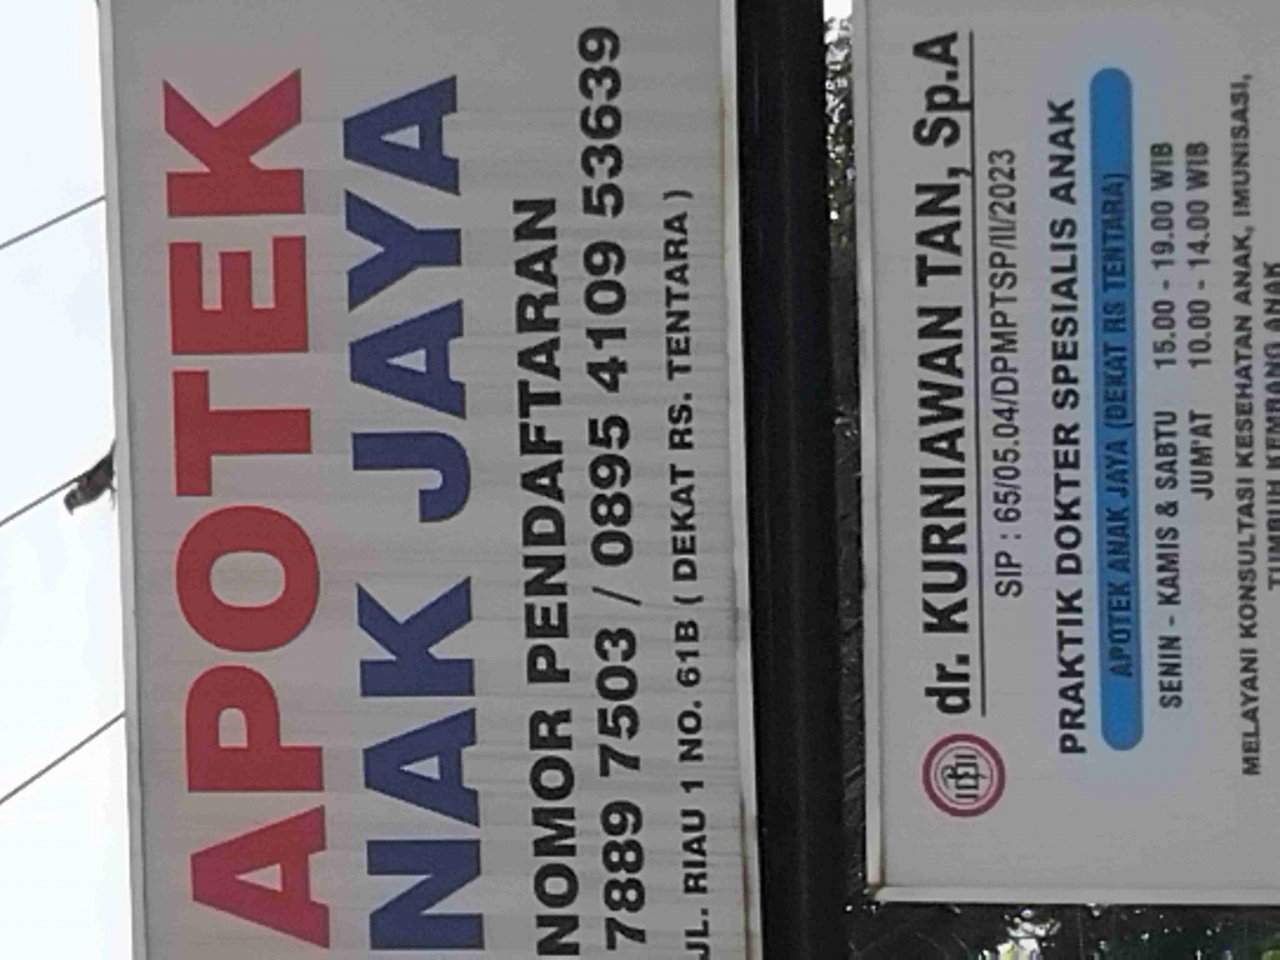 APOTEK
NAK JAYA
NOMOR PENDAFTARAN
7889 7503 / 0895 4109 53639
JL. RIAU 1 NO. 61B ( DEKAT RS. TENTARA )
dr. KURNIAWAN TAN, Sp.A
SIP : 65/05.04/DPMPTSP/II/2023
PRAKTIK DOKTER SPESIALIS ANAK
APOTEK ANAK JAYA (DEKAT RS TENTARA)
SENIN - KAMIS & SABTU 15.00 - 19.00 WIB
JUM'AT 10.00 - 14.00 WIB
MELAYANI KONSULTASI KESEHATAN ANAK, IMUNISASI,
TUMBUH KEMBANG ANAK